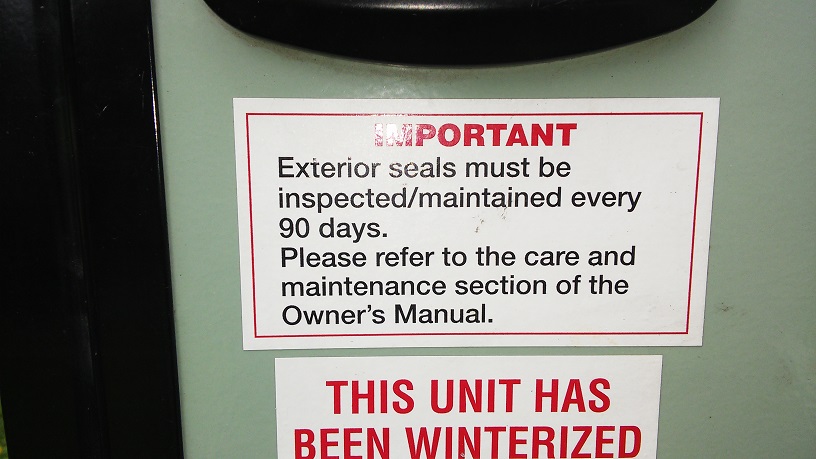 IMPORTANT
Exterior seals must be
inspected/maintained every
90 days.
Please refer to the care and
maintenance section of the
Owner's Manual.
THIS UNIT HAS
BEEN WINTERIZED